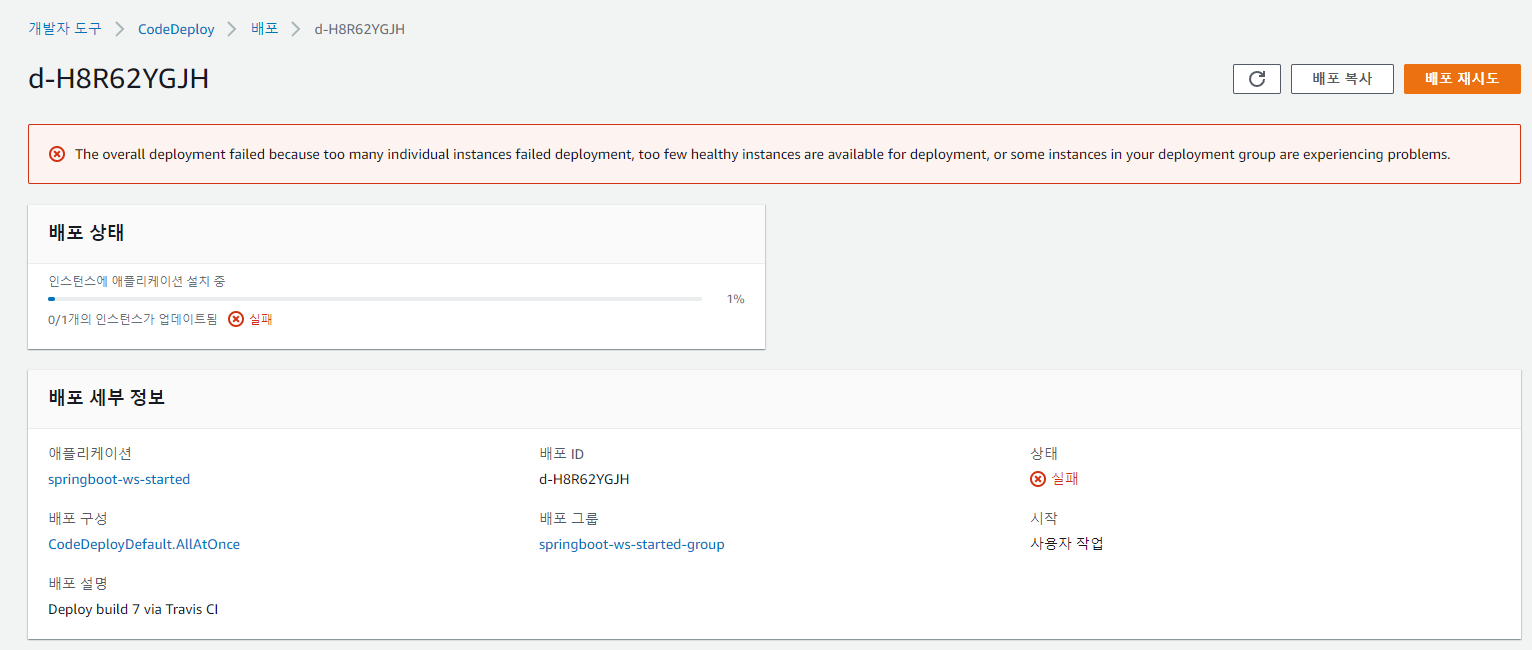 개발자 도구 > CodeDeploy > 배포 > d-H8R62YGJH
d-H8R62YGJH
배포 복사
배포 재시도
The overall deployment failed because too many individual instances failed deployment, too few healthy instances are available for deployment, or some instances in your deployment group are experiencing problems.
배포 상태
인스턴스에 애플리케이션 설치 중
1%
0/1개의 인스턴스가 업데이트됨 실패
배포 세부 정보
애플리케이션
springboot-ws-started
배포 ID
d-H8R62YGJH
상태
실패
배포 구성
CodeDeployDefault.AllAtOnce
배포 그룹
springboot-ws-started-group
시작
사용자 작업
배포 설명
Deploy build 7 via Travis CI